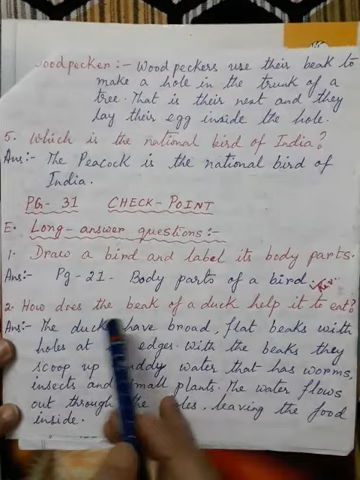 Woodpecker:- Woodpeckers use their beak to
make a hole in the trunk of a
tree. That is their nest and they
lay their egg inside the hole.
5. Which is the national bird of India?
Ans:- The Peacock is the national bird of
India.
PG- 31 CHECK-POINT
E. Long-answer questions:-
1. Draw a bird and label its body parts.
Ans:- Pg-21- Body parts of a bird.
2. How does the beak of a duck help it to eat?
Ans:- The duck have broad, flat beaks with
holes at edges. With the beaks they
scoop up water that has worms,
insects and small plants. The water flows
out through the holes, leaving the food
inside.